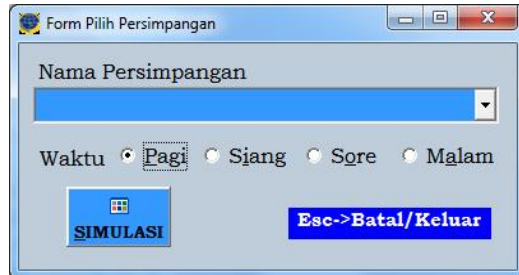 Form Pilih Persimpangan
Nama Persimpangan
Waktu Pagi Siang Sore Malam
SIMULASI
Esc->Batal/Keluar